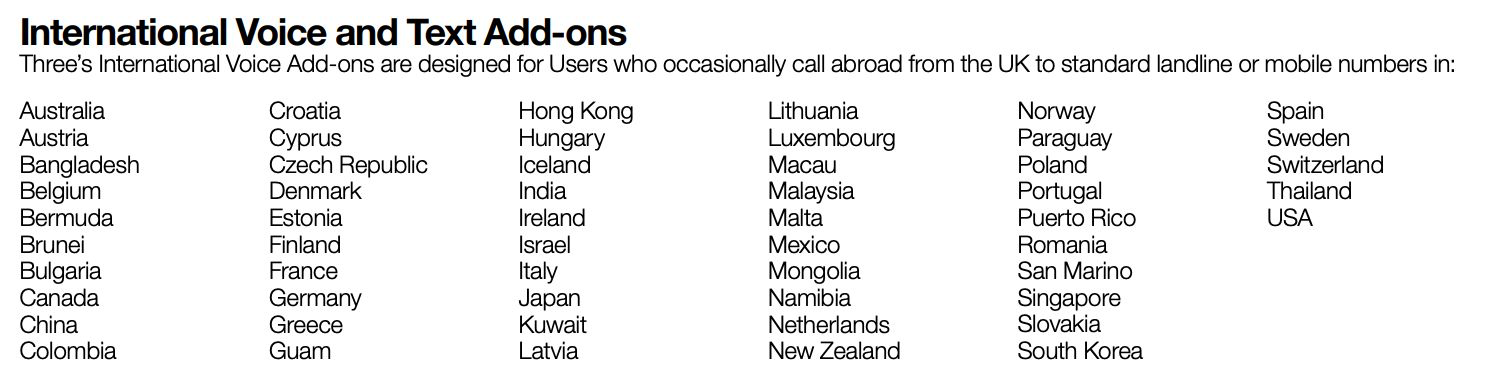 International Voice and Text Add-ons
Three's International Voice Add-ons are designed for Users who occasionally call abroad from the UK to standard landline or mobile numbers in:
Australia
Austria
Bangladesh
Belgium
Bermuda
Brunei
Bulgaria
Canada
China
Colombia
Croatia
Cyprus
Czech Republic
Denmark
Estonia
Finland
France
Germany
Greece
Guam
Hong Kong
Hungary
Iceland
India
Ireland
Israel
Italy
Japan
Kuwait
Latvia
Lithuania
Luxembourg
Macau
Malaysia
Malta
Mexico
Mongolia
Namibia
Netherlands
New Zealand
Norway
Paraguay
Poland
Portugal
Puerto Rico
Romania
San Marino
Singapore
Slovakia
South Korea
Spain
Sweden
Switzerland
Thailand
USA